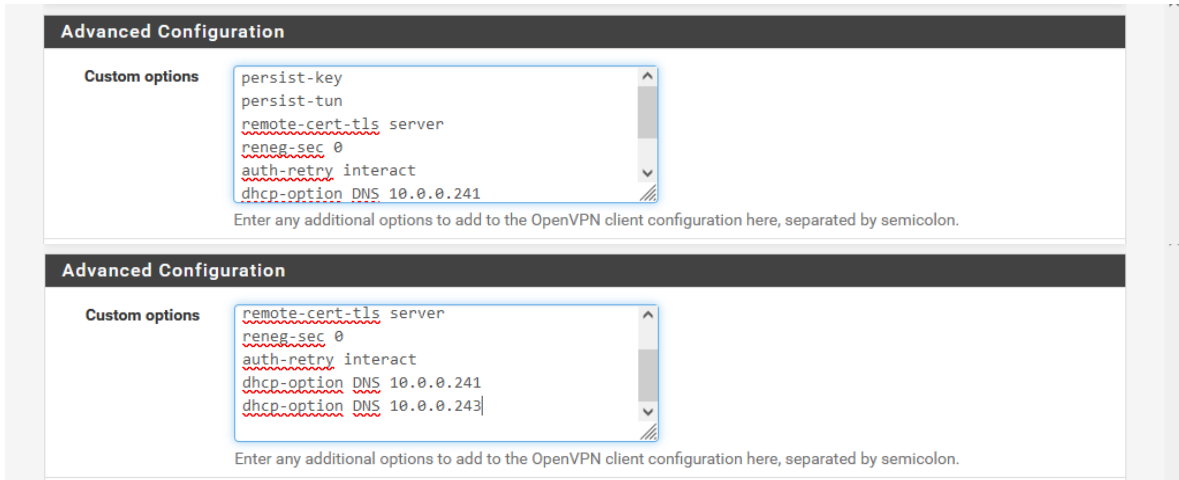 Advanced Configuration
Custom options
persist-key
persist-tun
remote-cert-tls server
reneg-sec 0
auth-retry interact
dhcp-option DNS 10.0.0.241
Enter any additional options to add to the OpenVPN client configuration here, separated by semicolon.
Advanced Configuration
Custom options
remote-cert-tls server
reneg-sec 0
auth-retry interact
dhcp-option DNS 10.0.0.241
dhcp-option DNS 10.0.0.243
Enter any additional options to add to the OpenVPN client configuration here, separated by semicolon.